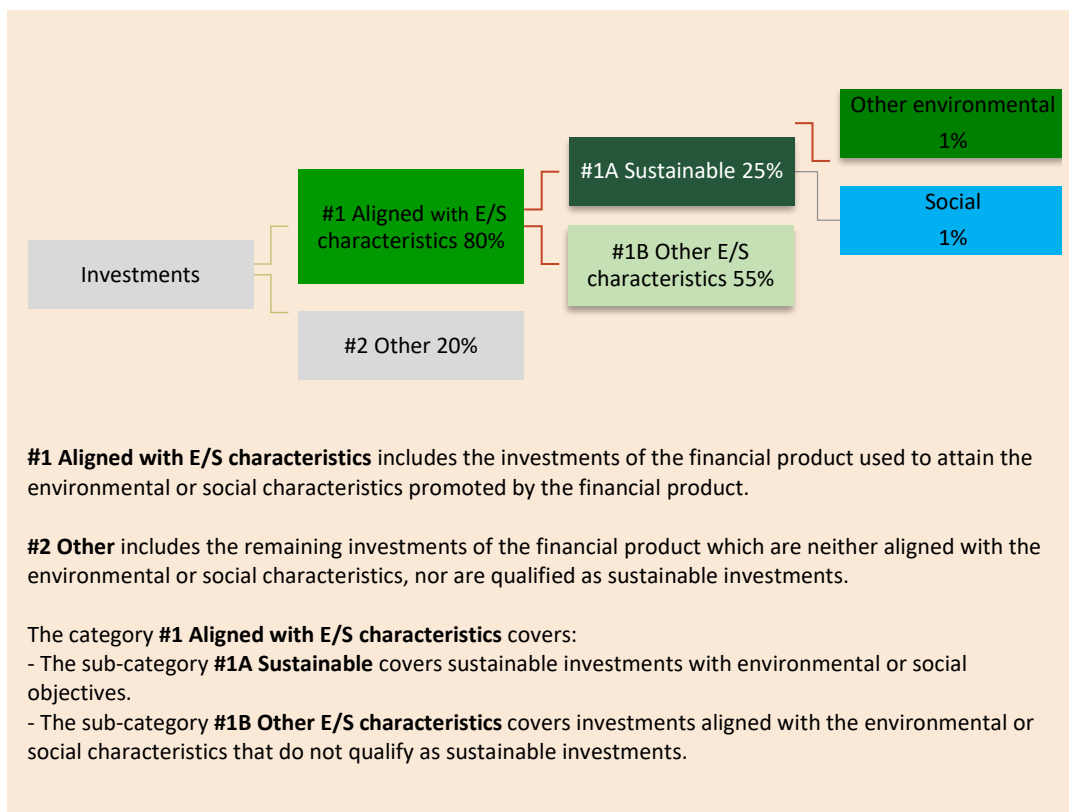 Other environmental
1%
#1A Sustainable 25%
Social
1%
#1 Aligned with E/S
characteristics 80%
#1B Other E/S
characteristics 55%
Investments
#2 Other 20%
#1 Aligned with E/S characteristics includes the investments of the financial product used to attain the
environmental or social characteristics promoted by the financial product.
#2 Other includes the remaining investments of the financial product which are neither aligned with the
environmental or social characteristics, nor are qualified as sustainable investments.
The category #1 Aligned with E/S characteristics covers:
- The sub-category #1A Sustainable covers sustainable investments with environmental or social
objectives.
- The sub-category #1B Other E/S characteristics covers investments aligned with the environmental or
social characteristics that do not qualify as sustainable investments.